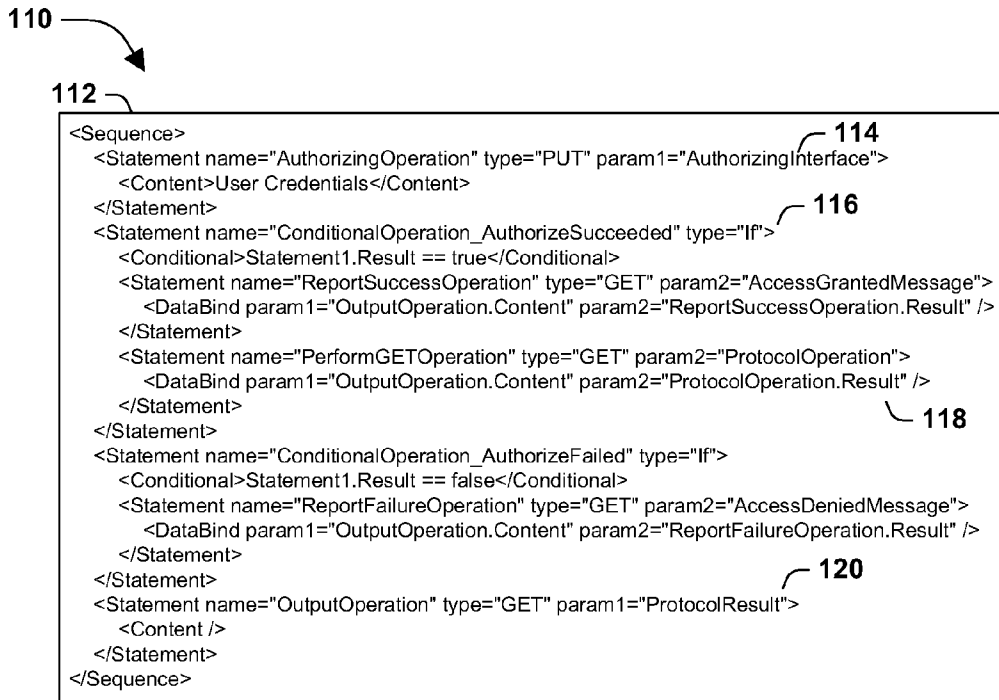 110
112
<Sequence>
114
<Statement name="AuthorizingOperation" type="PUT" param1="AuthorizingInterface">
<Content>User Credentials</Content>
</Statement>
116
<Statement name="ConditionalOperation_AuthorizeSucceeded" type="If">
<Conditional>Statement1.Result == true</Conditional>
<Statement name="ReportSuccessOperation" type="GET" param2="AccessGrantedMessage">
<DataBind param1="OutputOperation.Content" param2="ReportSuccessOperation.Result" />
</Statement>
<Statement name="PerformGETOperation" type="GET" param2="ProtocolOperation">
<DataBind param1="OutputOperation.Content" param2="ProtocolOperation.Result" />
</Statement>
118
</Statement>
<Statement name="ConditionalOperation_AuthorizeFailed" type="If">
<Conditional>Statement1.Result == false</Conditional>
<Statement name="ReportFailureOperation" type="GET" param2="AccessDeniedMessage">
<DataBind param1="OutputOperation.Content" param2="ReportFailureOperation.Result" />
</Statement>
</Statement>
120
<Statement name="OutputOperation" type="GET" param1="ProtocolResult">
<Content />
</Statement>
</Sequence>